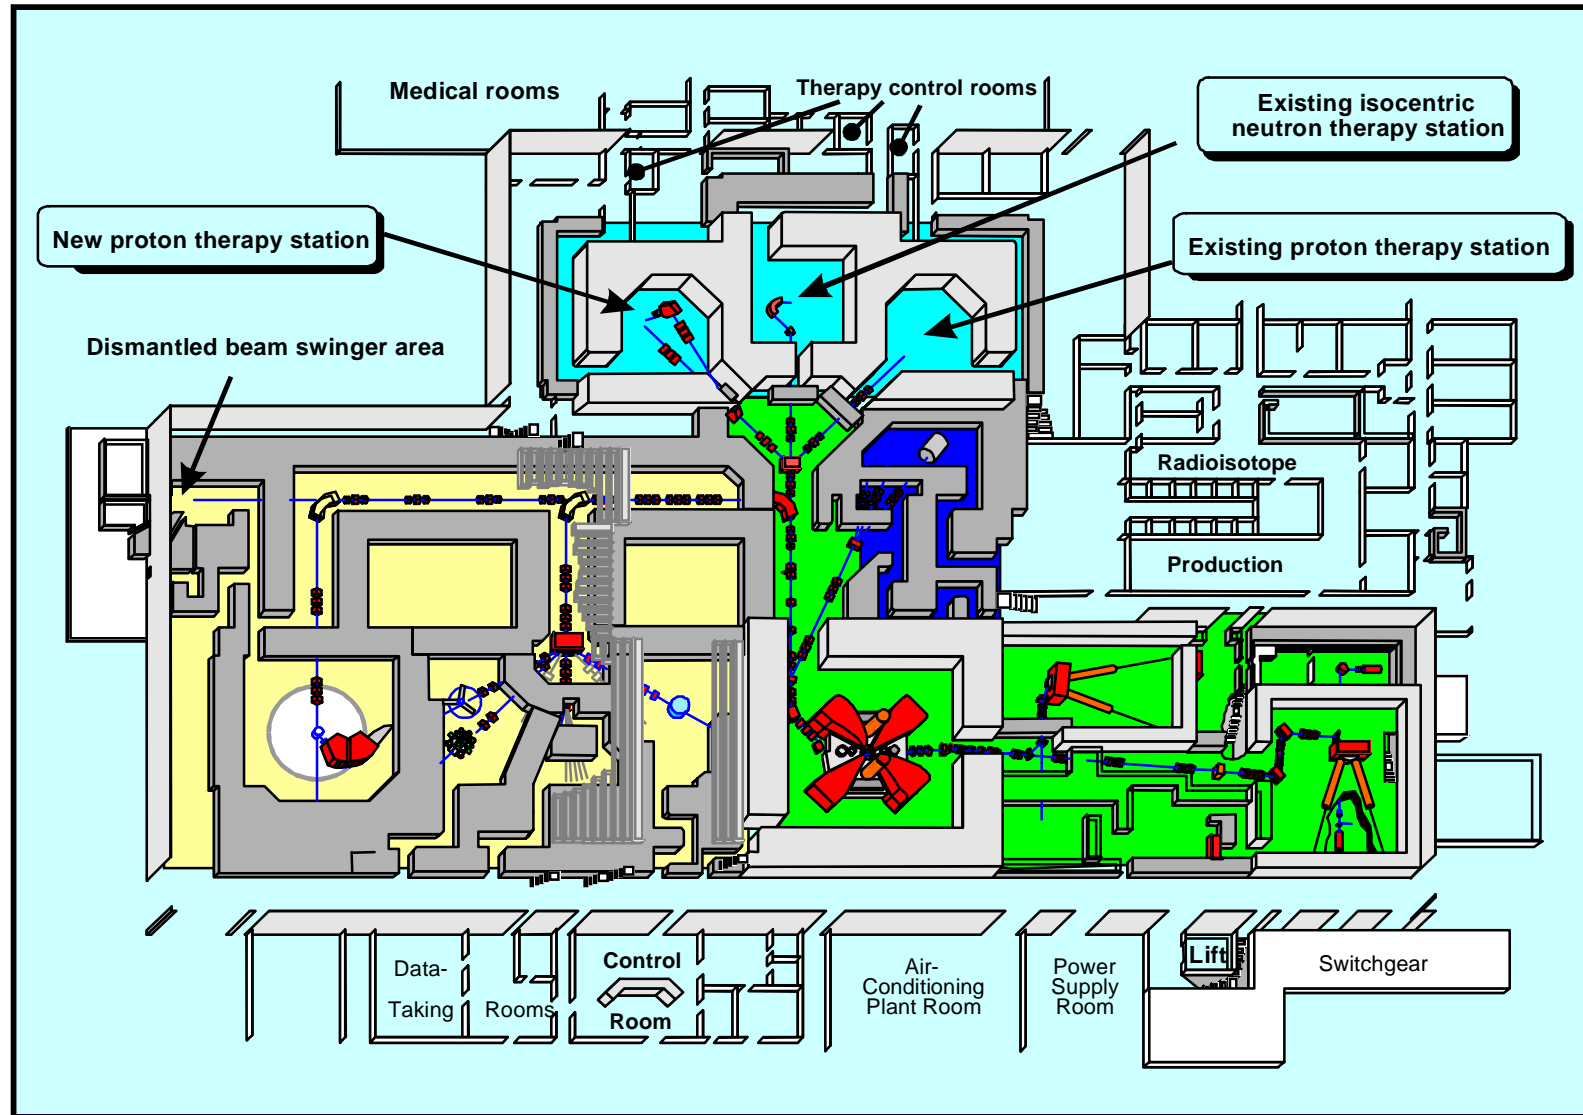 Medical rooms
Therapy control rooms
Existing isocentric
neutron therapy station
New proton therapy station
Existing proton therapy station
Dismantled beam swinger area
Radioisotope
Production
Data-
Taking
Rooms
Control
Room
Air-
Conditioning
Plant Room
Power
Supply
Room
Lift
Switchgear